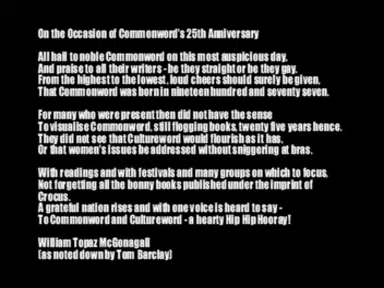 On the Occasion of Commonword's 25th Anniversary
All hail to noble Commonword on this most auspicious day,
And praise to all their writers - be they straight or be they gay.
From the highest to the lowest, loud cheers should surely be given,
That Commonword was born in nineteen hundred and seventy seven.
For many who were present then did not have the sense
To visualise Commonword, still flogging books, twenty five years hence.
They did not see that Cultureword would flourish as it has,
Or that women's issues be addressed without sniggering at bras.
With readings and with festivals and many groups on which to focus,
Not forgetting all the bonny books published under the imprint of
Crocus.
A grateful nation rises and with one voice is heard to say -
To Commonword and Cultureword - a hearty Hip Hip Hooray!
William Topaz McGonagall
(as noted down by Tom Barclay)